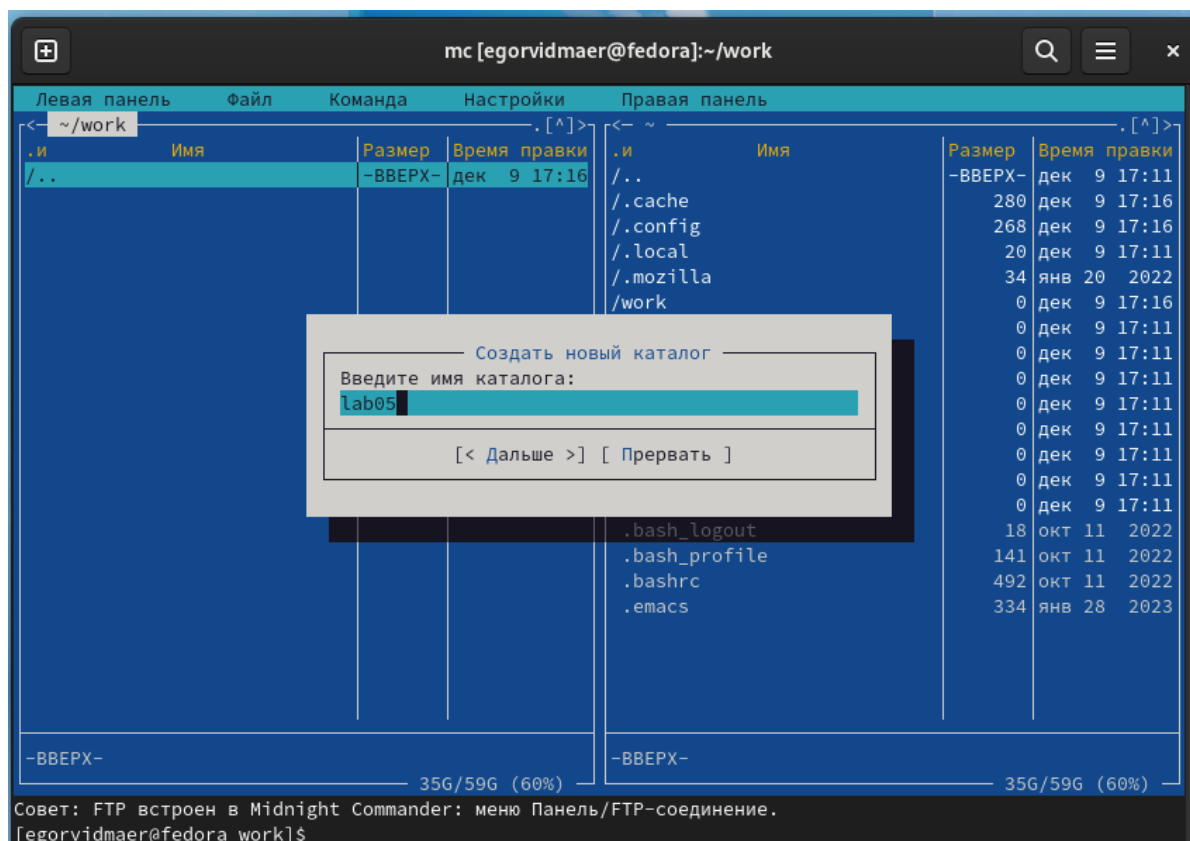 mc [egorvidmaer@fedora]:~/work ×
Левая панель Файл Команда Настройки Правая панель
<— ~/work .[^]> <— ~ .[^]>
.и Имя Размер Время правки .и Имя Размер Время правки
/.. -ВВЕРХ- дек 9 17:16 /.. -ВВЕРХ- дек 9 17:11
/.cache 280 дек 9 17:16
/.config 268 дек 9 17:16
/.local 20 дек 9 17:11
/.mozilla 34 янв 20 2022
/work 0 дек 9 17:16
0 дек 9 17:11
Создать новый каталог 0 дек 9 17:11
Введите имя каталога: 0 дек 9 17:11
lab05 0 дек 9 17:11
0 дек 9 17:11
[< Дальше >] [ Прервать ] 0 дек 9 17:11
0 дек 9 17:11
0 дек 9 17:11
.bash_logout 18 окт 11 2022
.bash_profile 141 окт 11 2022
.bashrc 492 окт 11 2022
.emacs 334 янв 28 2023
-ВВЕРХ- -ВВЕРХ-
35G/59G (60%) 35G/59G (60%)
Совет: FTP встроен в Midnight Commander: меню Панель/FTP-соединение.
[egorvidmaer@fedora work]$